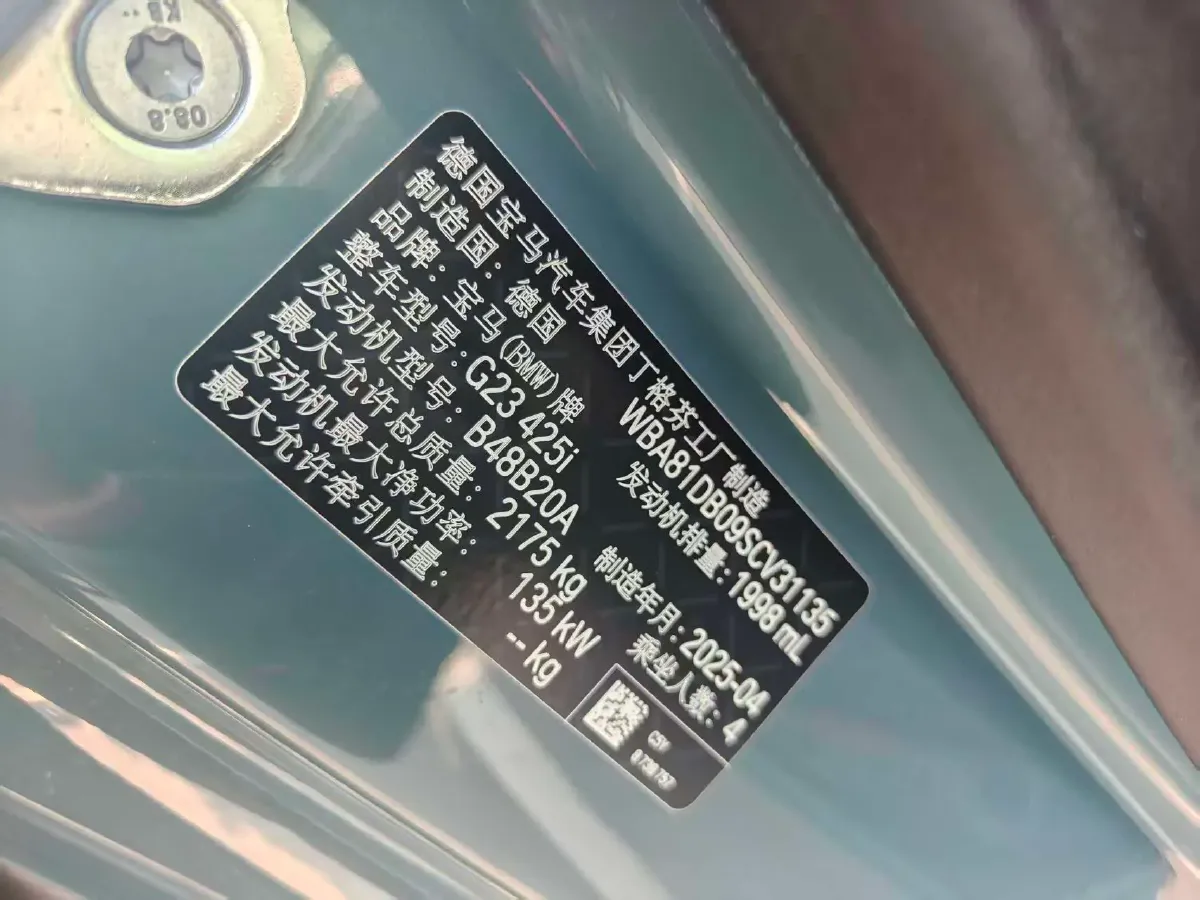 KB
08.8
德国宝马汽车集团丁格芬工厂制造
制造国：德国 WBA81DB09SCV31135
品牌：宝马(BMW)牌 发动机排量：1998 mL
整车型号：G23 425i
发动机型号：B48B20A 制造年月：2025-04
最大允许总质量：2175 kg 乘坐人数：4
发动机最大净功率：135 kW
最大允许牵引质量：-- kg